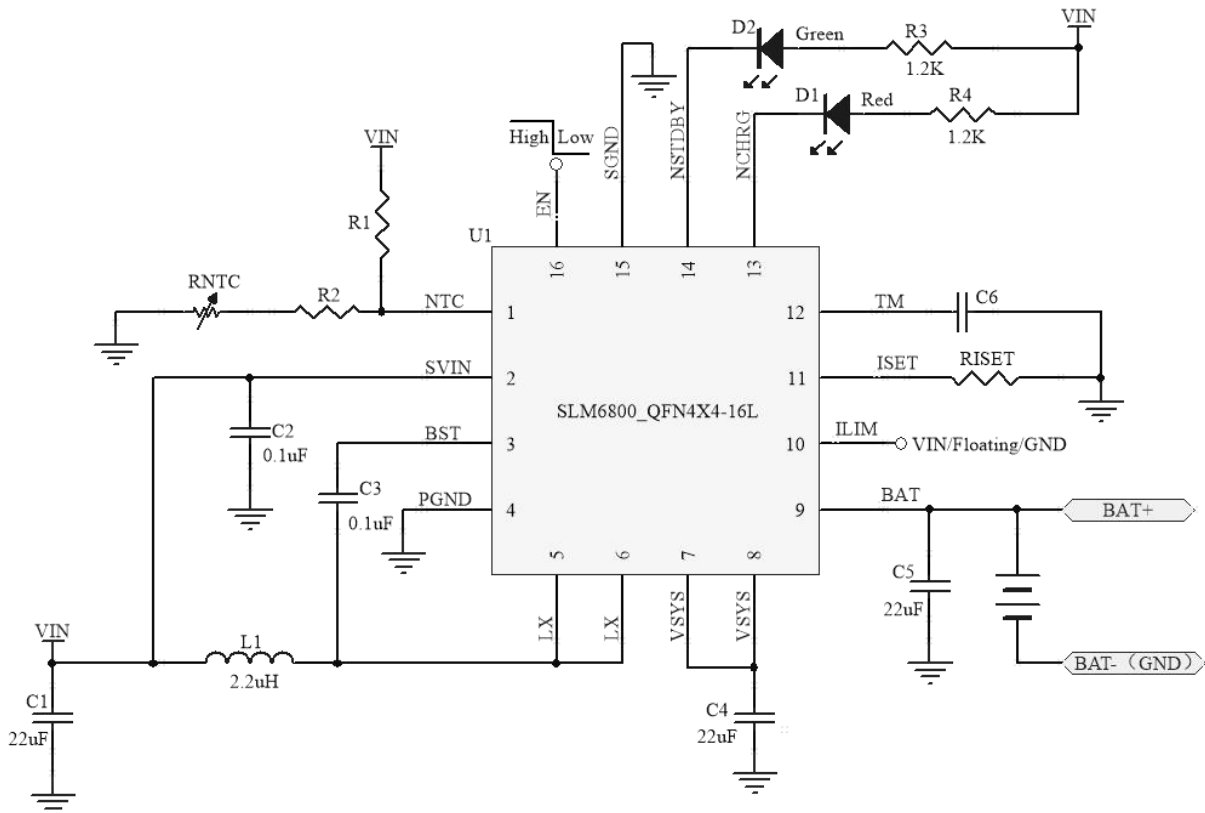 VIN
D2
Green
R3
1.2K
D1
Red
R4
1.2K
High
Low
SGND
NSTDBY
NCHRG
VIN
EN
R1
U1
16
15
14
13
RNTC
R2
NTC
1
12
TM
C6
SVIN
2
11
ISET
RISET
SLM6800_QFN4X4-16L
C2
0.1uF
BST
3
10
ILIM
VIN/Floating/GND
C3
0.1uF
PGND
4
9
BAT
BAT+
5
6
7
8
C5
22uF
LX
LX
VSYS
VSYS
VIN
L1
2.2uH
BAT-（GND）
C1
22uF
C4
22uF